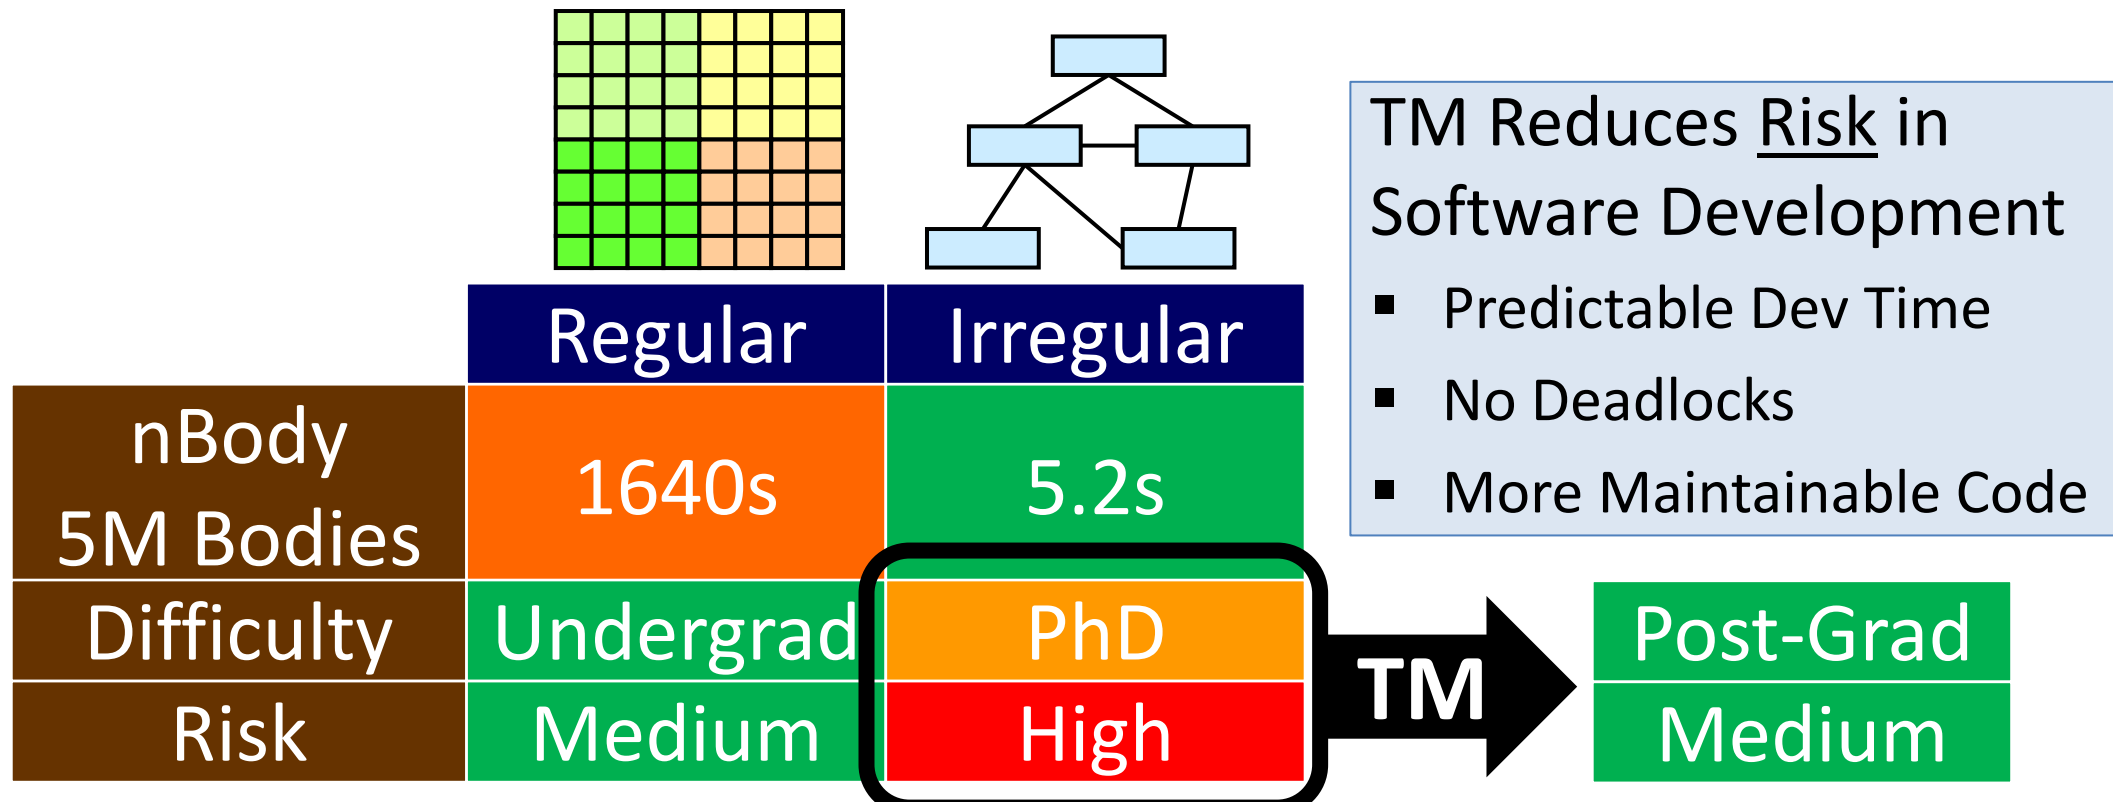 TM Reduces Risk in
Software Development
▪ Predictable Dev Time
▪ No Deadlocks
▪ More Maintainable Code
Regular Irregular
nBody
5M Bodies
1640s 5.2s
Difficulty Undergrad PhD
Risk Medium High
TM
Post-Grad
Medium